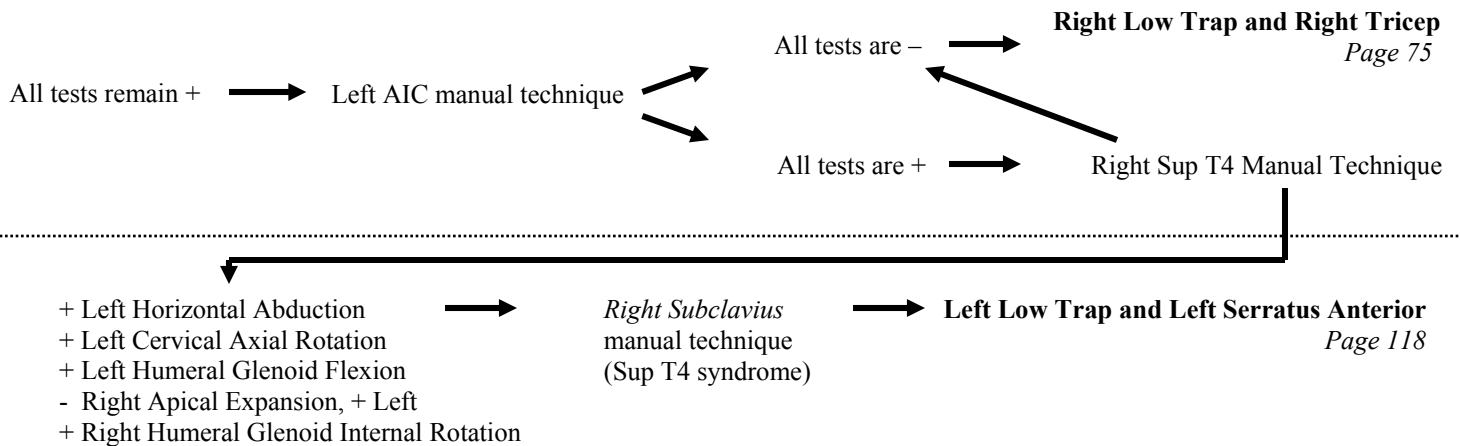 Right Low Trap and Right Tricep
All tests are –
Page 75
All tests remain +
Left AIC manual technique
All tests are +
Right Sup T4 Manual Technique
+ Left Horizontal Abduction
Right Subclavius
Left Low Trap and Left Serratus Anterior
+ Left Cervical Axial Rotation
manual technique
Page 118
+ Left Humeral Glenoid Flexion
(Sup T4 syndrome)
- Right Apical Expansion, + Left
+ Right Humeral Glenoid Internal Rotation